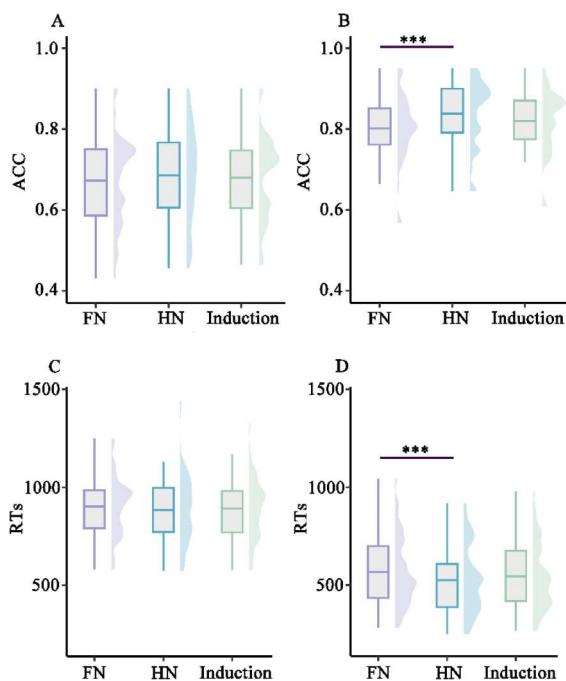 A
1.0
0.8
0.6
0.4
ACC
FN HN Induction
B
1.0
0.8
0.6
0.4
ACC
***
FN HN Induction
C
1500
1000
500
RTs
FN HN Induction
D
1500
1000
500
RTs
***
FN HN Induction